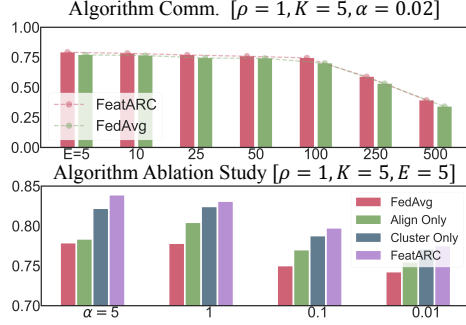 Algorithm Comm. [ρ = 1, K = 5, α = 0.02]
1.00
0.75
0.50
0.25
0.00
FeatARC
FedAvg
E=5 10 25 50 100 250 500
Algorithm Ablation Study [ρ = 1, K = 5, E = 5]
0.85
0.80
0.75
0.70
FedAvg
Align Only
Cluster Only
FeatARC
α = 5 1 0.1 0.01